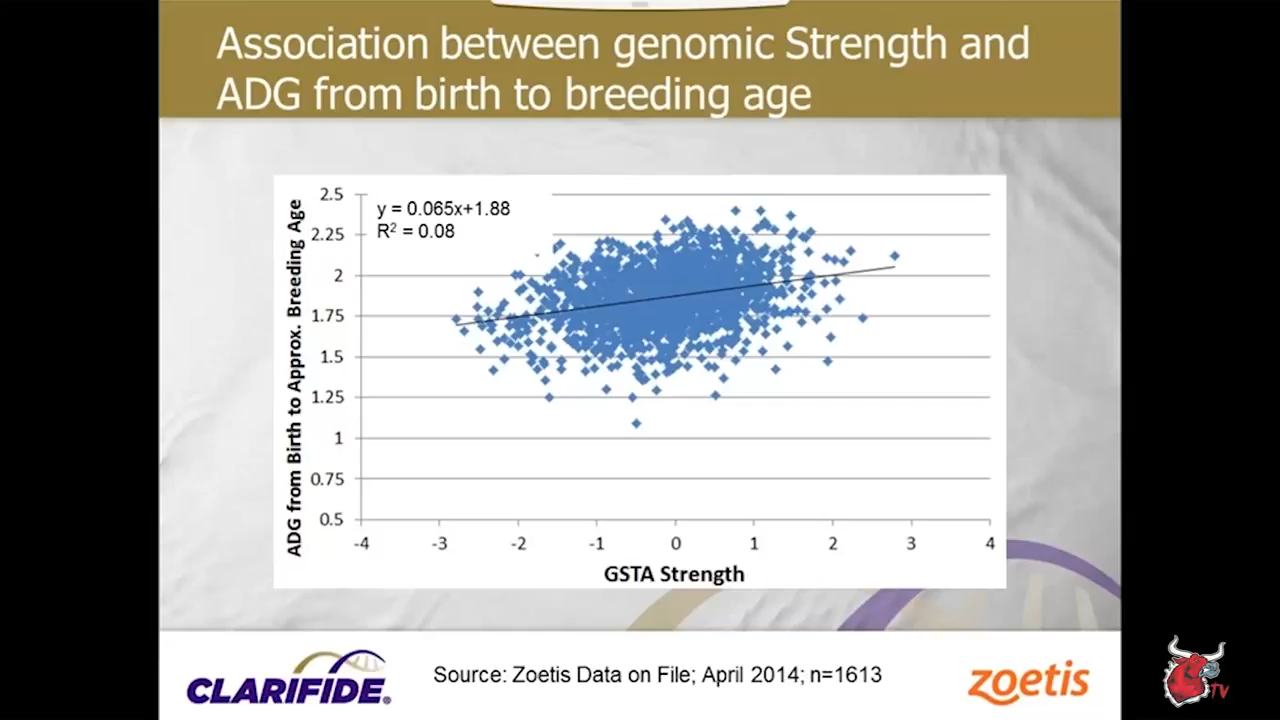 Association between genomic Strength and
ADG from birth to breeding age
ADG from Birth to Approx. Breeding Age
y = 0.065x+1.88
R² = 0.08
2.5
2.25
2
1.75
1.5
1.25
1
0.75
0.5
-4 -3 -2 -1 0 1 2 3 4
GSTA Strength
CLARIFIDE®
Source: Zoetis Data on File; April 2014; n=1613
zoetis
TV